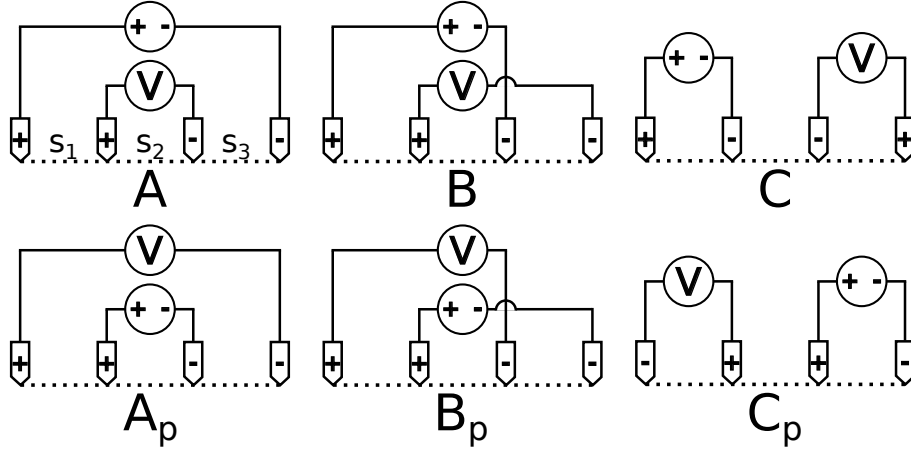 + -
V
+ s₁ + s₂ - s₃ -
A
+ -
V
+ + - -
B
+ - V
+ - - +
C
V
+ -
+ + - -
Aₚ
V
+ -
+ + - -
Bₚ
V + -
- + + -
Cₚ